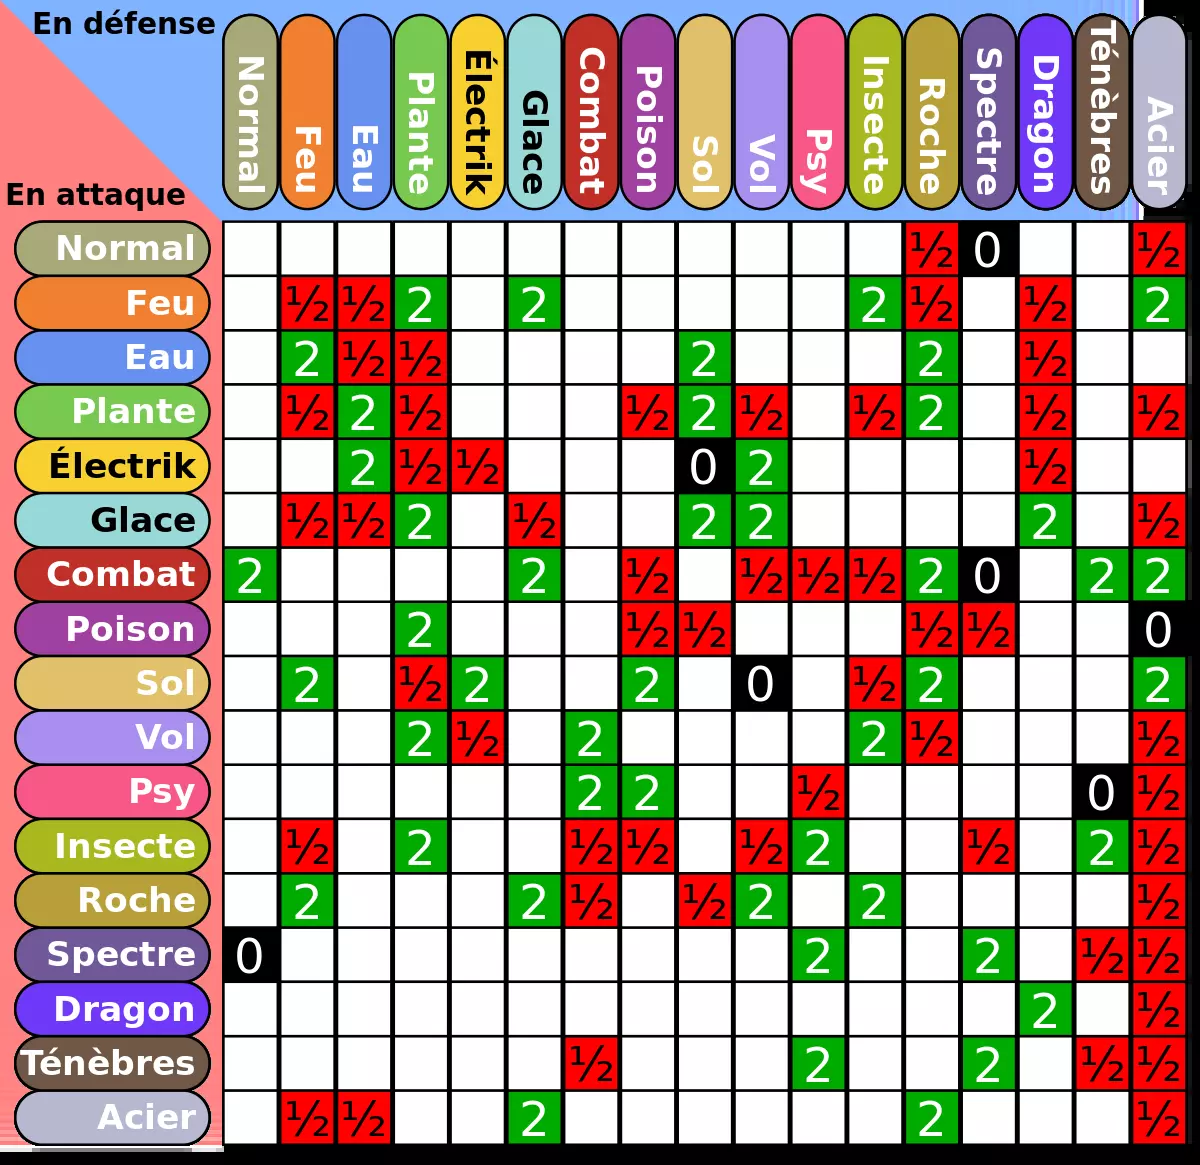 En défense
Normal Feu Eau Plante Électrik Glace Combat Poison Sol Vol Psy Insecte Roche Spectre Dragon Ténèbres Acier
En attaque
Normal ½ 0 ½
Feu ½ ½ 2 2 2 ½ ½ 2
Eau 2 ½ ½ 2 2 ½
Plante ½ 2 ½ ½ 2 ½ ½ 2 ½ ½
Électrik 2 ½ ½ 0 2 ½
Glace ½ ½ 2 ½ 2 2 2 ½
Combat 2 2 ½ ½ ½ ½ 2 0 2 2
Poison 2 ½ ½ ½ ½ 0
Sol 2 ½ 2 2 0 ½ 2 2
Vol 2 ½ 2 2 ½ ½
Psy 2 2 ½ 0 ½
Insecte ½ 2 ½ ½ ½ 2 ½ 2 ½
Roche 2 2 ½ ½ 2 2 ½
Spectre 0 2 2 ½ ½
Dragon 2 ½
Ténèbres ½ 2 2 ½ ½
Acier ½ ½ 2 2 ½